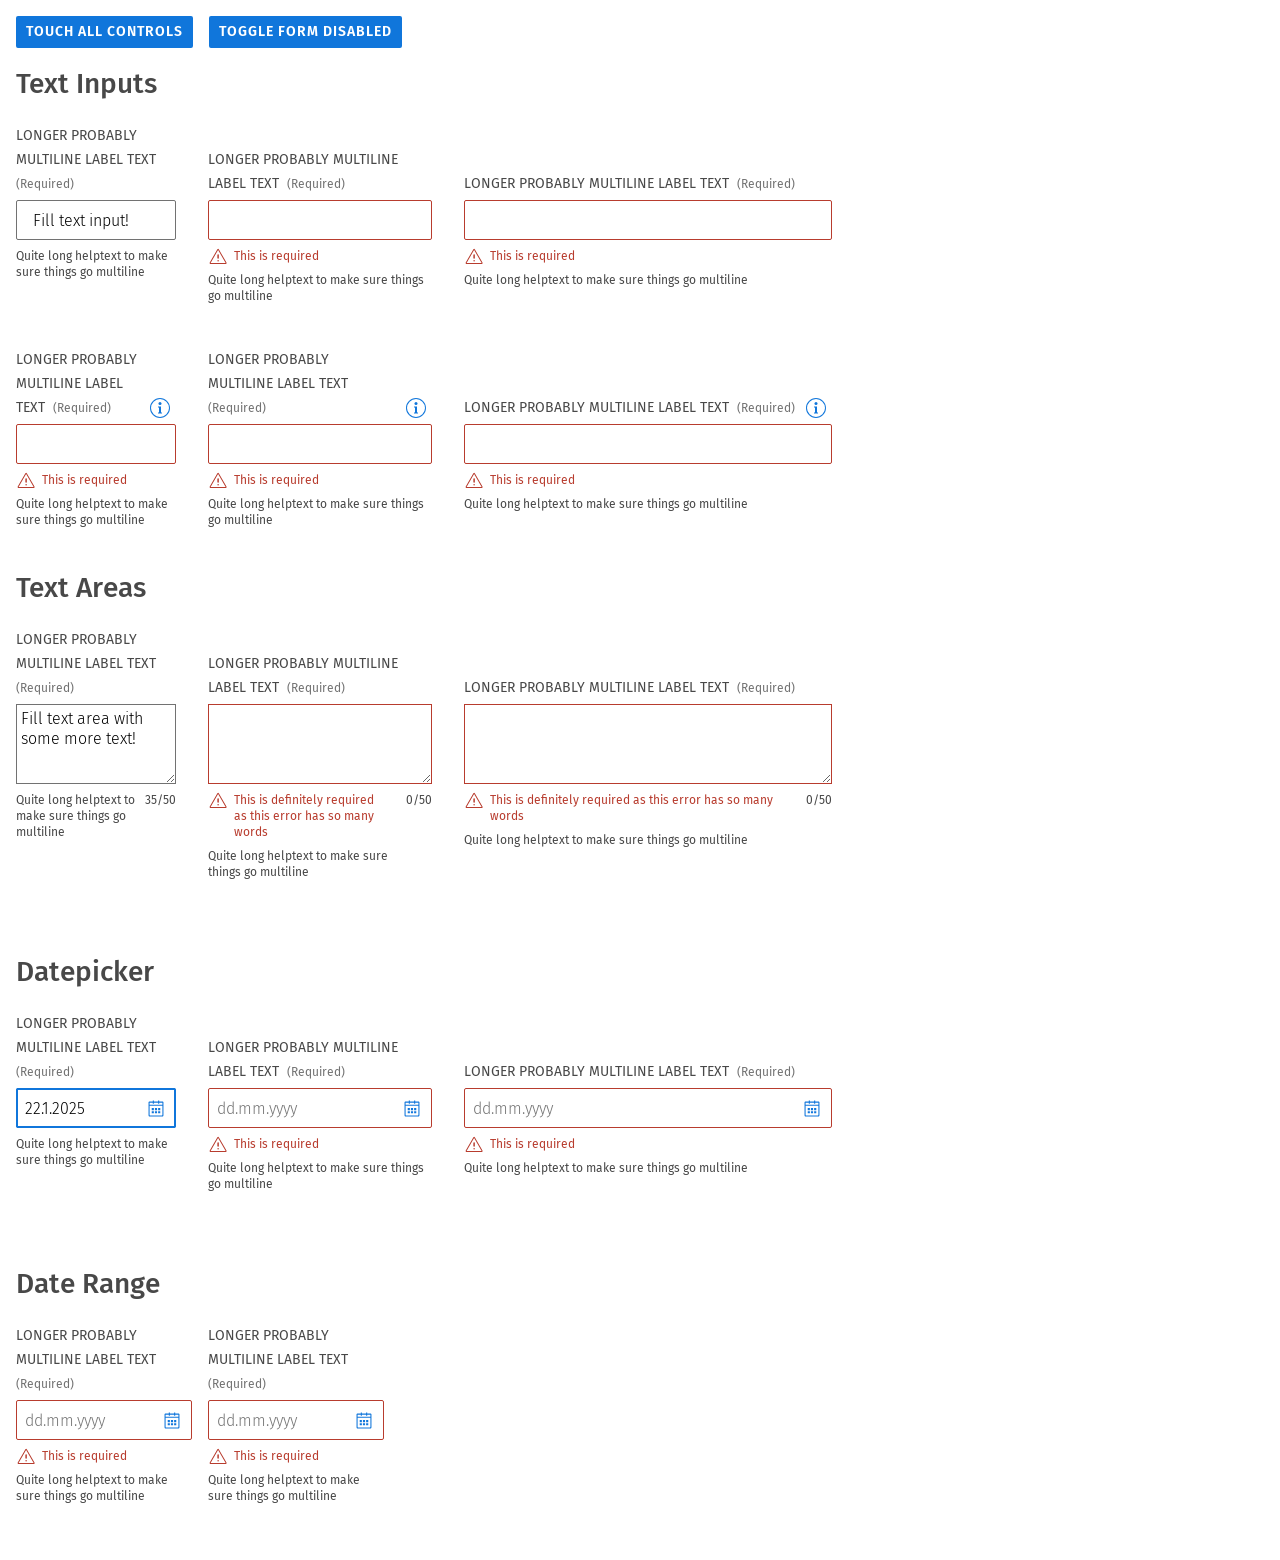 TOUCH ALL CONTROLS
TOGGLE FORM DISABLED
Text Inputs
LONGER PROBABLY
MULTILINE LABEL TEXT
(Required)
Fill text input!
Quite long helptext to make
sure things go multiline
LONGER PROBABLY MULTILINE
LABEL TEXT (Required)
This is required
Quite long helptext to make sure things
go multiline
LONGER PROBABLY MULTILINE LABEL TEXT (Required)
This is required
Quite long helptext to make sure things go multiline
LONGER PROBABLY
MULTILINE LABEL
TEXT (Required)
This is required
Quite long helptext to make
sure things go multiline
LONGER PROBABLY
MULTILINE LABEL TEXT
(Required)
This is required
Quite long helptext to make sure things
go multiline
LONGER PROBABLY MULTILINE LABEL TEXT (Required)
This is required
Quite long helptext to make sure things go multiline
Text Areas
LONGER PROBABLY
MULTILINE LABEL TEXT
(Required)
Fill text area with
some more text!
Quite long helptext to 35/50
make sure things go
multiline
LONGER PROBABLY MULTILINE
LABEL TEXT (Required)
This is definitely required 0/50
as this error has so many
words
Quite long helptext to make sure
things go multiline
LONGER PROBABLY MULTILINE LABEL TEXT (Required)
This is definitely required as this error has so many 0/50
words
Quite long helptext to make sure things go multiline
Datepicker
LONGER PROBABLY
MULTILINE LABEL TEXT
(Required)
22.1.2025
Quite long helptext to make
sure things go multiline
LONGER PROBABLY MULTILINE
LABEL TEXT (Required)
dd.mm.yyyy
This is required
Quite long helptext to make sure things
go multiline
LONGER PROBABLY MULTILINE LABEL TEXT (Required)
dd.mm.yyyy
This is required
Quite long helptext to make sure things go multiline
Date Range
LONGER PROBABLY
MULTILINE LABEL TEXT
(Required)
dd.mm.yyyy
This is required
Quite long helptext to make
sure things go multiline
LONGER PROBABLY
MULTILINE LABEL TEXT
(Required)
dd.mm.yyyy
This is required
Quite long helptext to make
sure things go multiline